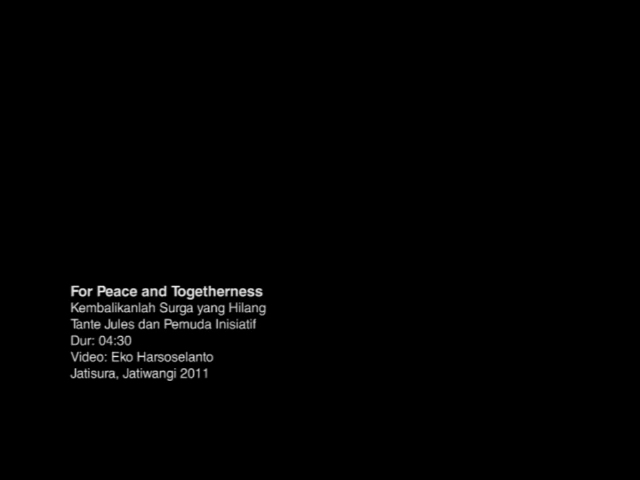 For Peace and Togetherness
Kembalikanlah Surga yang Hilang
Tante Jules dan Pemuda Inisiatif
Dur: 04:30
Video: Eko Harsoselanto
Jatisura, Jatiwangi 2011